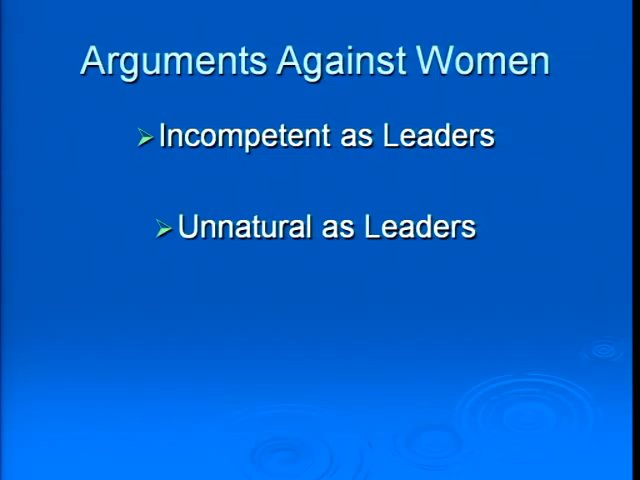 Arguments Against Women
Incompetent as Leaders
Unnatural as Leaders